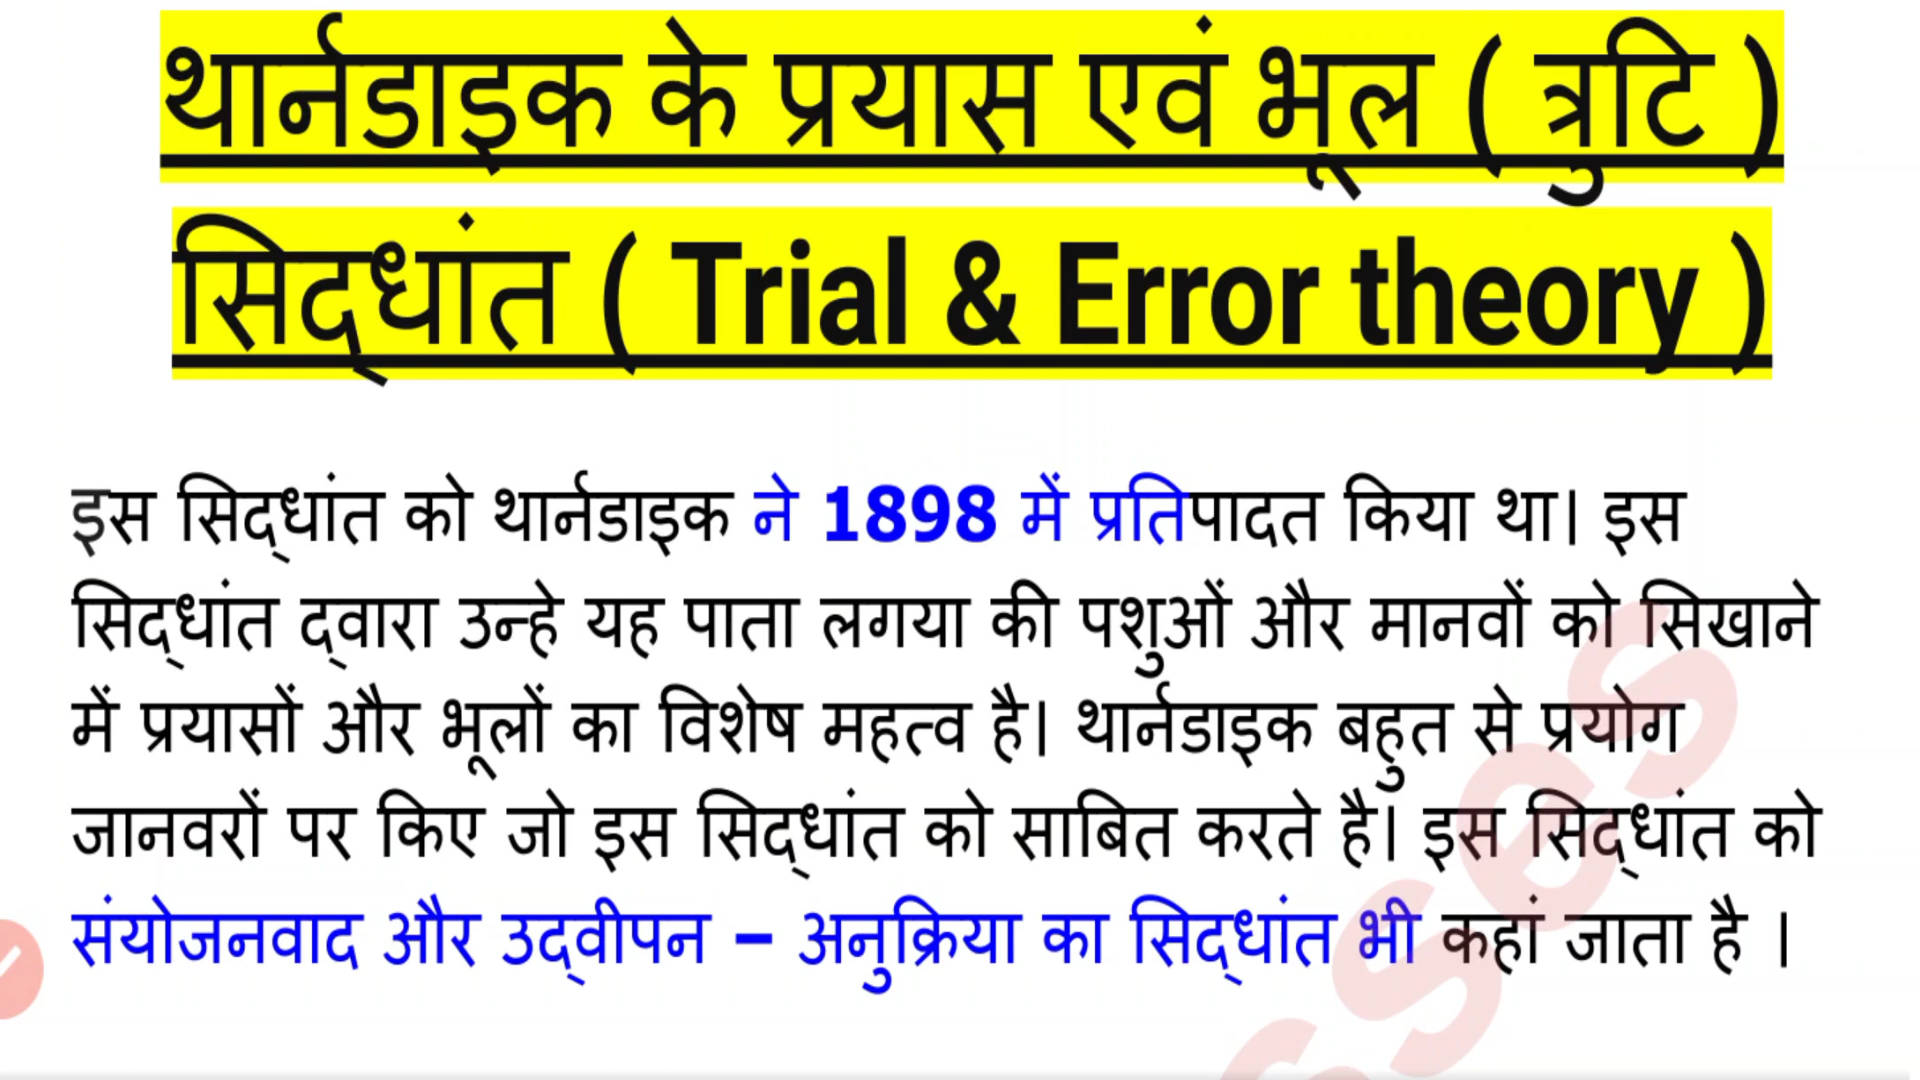 थार्नडाइक के प्रयास एवं भूल ( त्रुटि )
सिद्धांत ( Trial & Error theory )
इस सिद्धांत को थार्नडाइक ने 1898 में प्रतिपादत किया था। इस
सिद्धांत द्वारा उन्हे यह पाता लगया की पशुओं और मानवों को सिखाने
में प्रयासों और भूलों का विशेष महत्व है। थार्नडाइक बहुत से प्रयोग
जानवरों पर किए जो इस सिद्धांत को साबित करते है। इस सिद्धांत को
संयोजनवाद और उद्वीपन – अनुक्रिया का सिद्धांत भी कहां जाता है ।